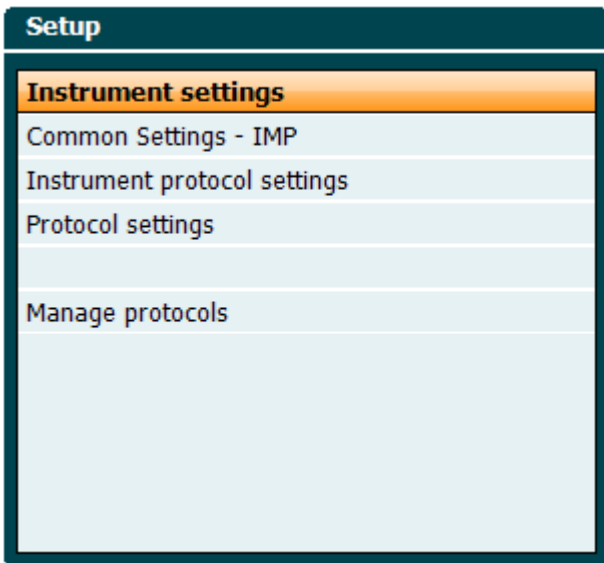 Setup
Instrument settings
Common Settings - IMP
Instrument protocol settings
Protocol settings
Manage protocols